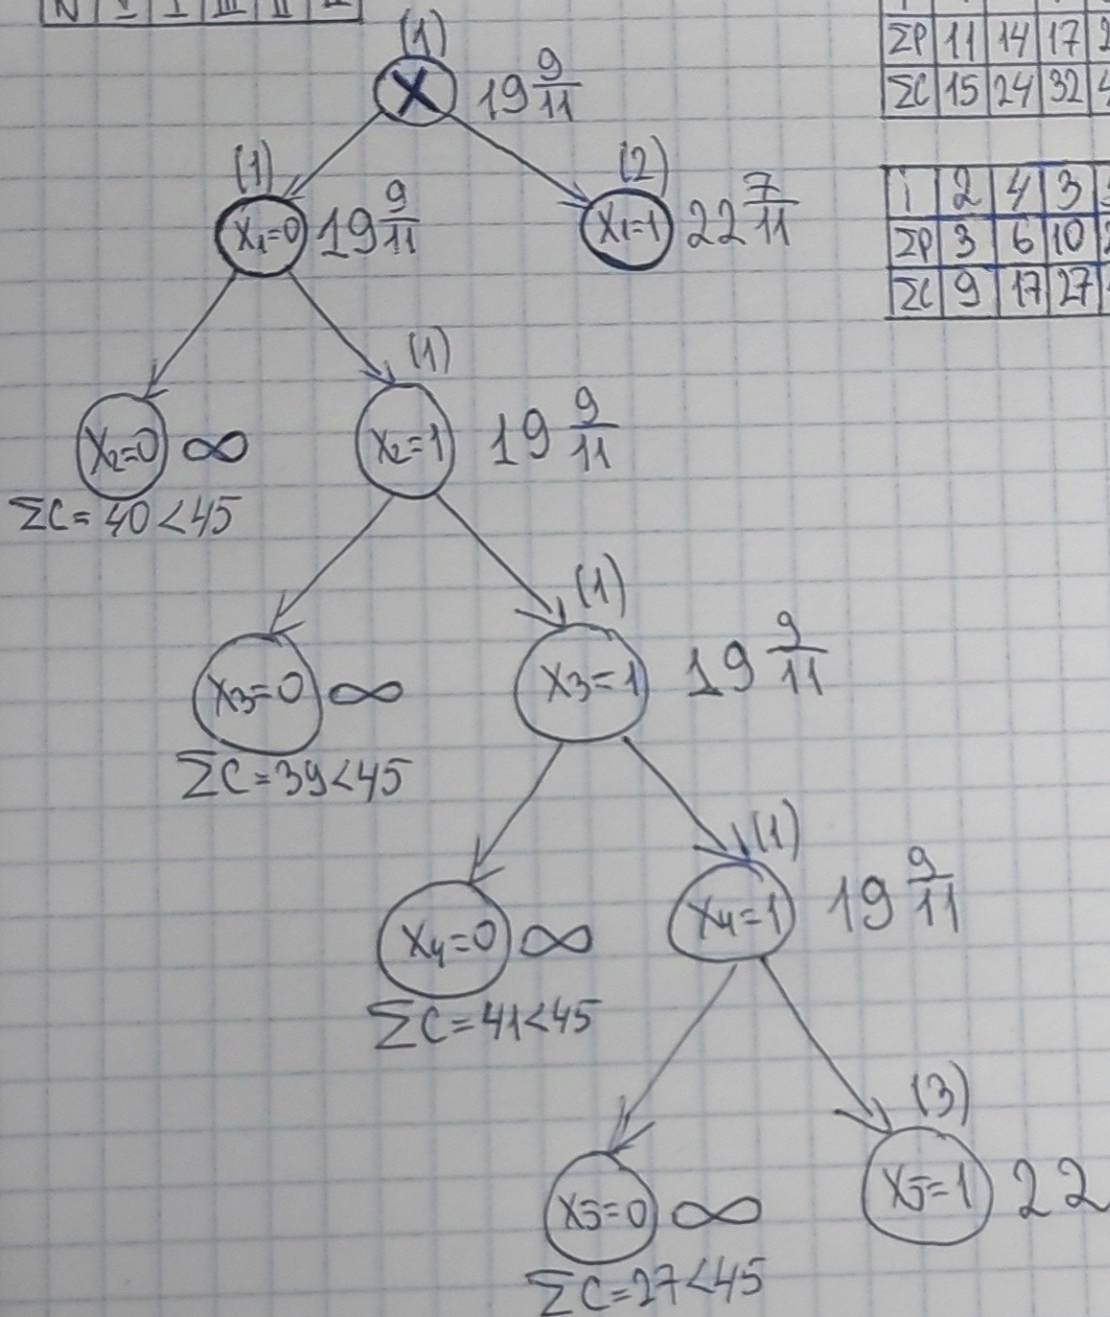 N V I III II
(1)
X 19 9/11
ΣP 11 14 17
ΣC 15 24 32
(1)
X₁=0 19 9/11
(2)
X₁=1 22 7/11
i 2 4 3
ΣP 3 6 10
ΣC 9 17 27
X₂=0 ∞
ΣC=40<45
(1)
X₂=1 19 9/11
X₃=0 ∞
ΣC=39<45
(1)
X₃=1 19 9/11
X₄=0 ∞
ΣC=41<45
(1)
X₄=1 19 9/11
X₅=0 ∞
ΣC=27<45
(3)
X₅=1 22